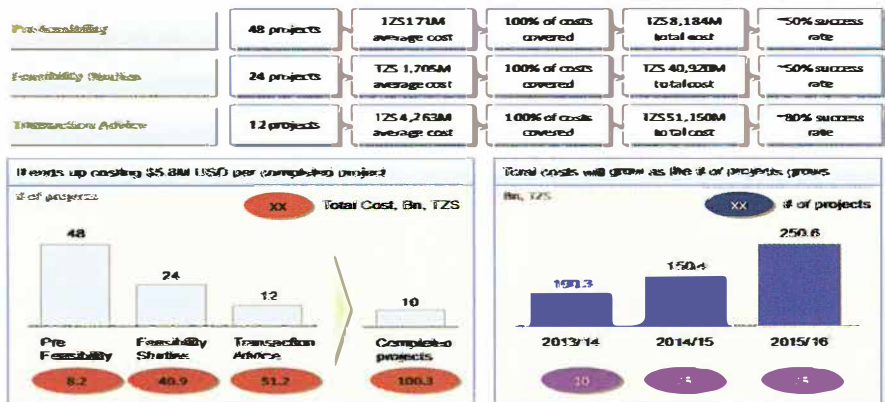 Pre-feasibility
48 projects
TZS 171M average cost
100% of costs covered
TZS 8,184M total cost
~50% success rate
Feasibility Studies
24 projects
TZS 1,705M average cost
100% of costs covered
TZS 40,920M total cost
~50% success rate
Transaction Advice
12 projects
TZS 4,263M average cost
100% of costs covered
TZS 51,150M total cost
~80% success rate
It ends up costing $5.8M USD per completed project
# of projects
XX Total Cost, Bn, TZS
48
24
12
10
Pre Feasibility
Feasibility Studies
Transaction Advice
Completed projects
8.2
40.9
51.2
100.3
Total costs will grow as the # of projects grows
Bn, TZS
XX # of projects
150.4
250.6
2013/14
2014/15
2015/16
10